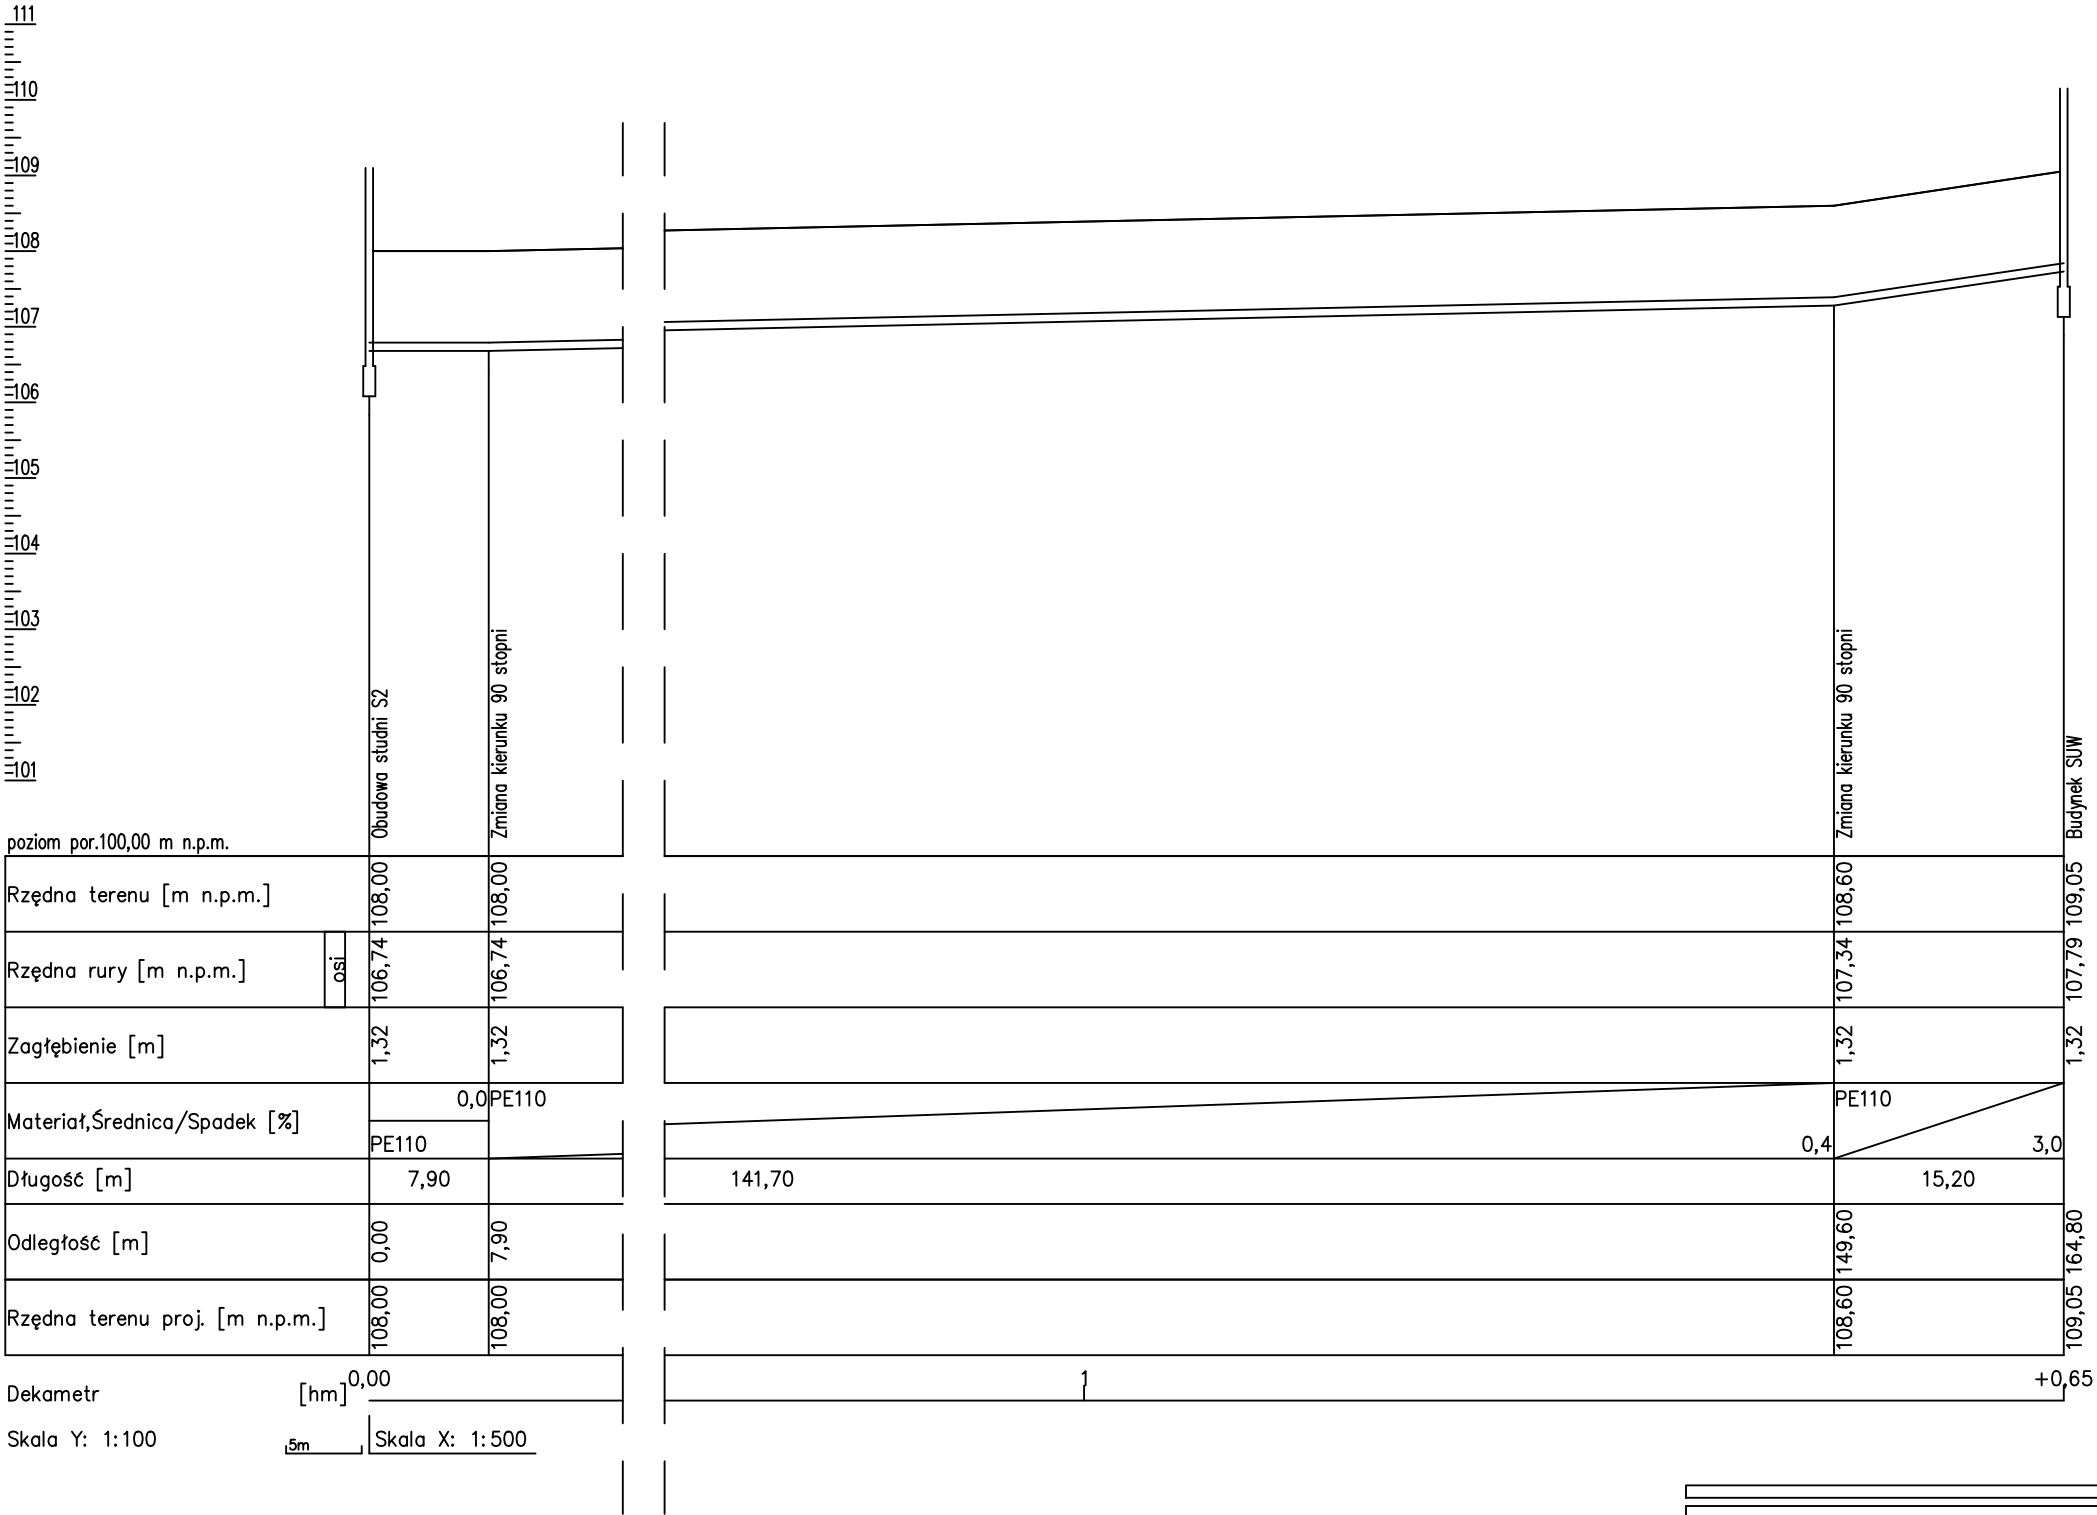 111
110
109
108
107
106
105
104
103
102
101
Obudowa studni S2
Zmiana kierunku 90 stopni
Zmiana kierunku 90 stopni
Budynek SUW
poziom por.100,00 m n.p.m.
Rzędna terenu [m n.p.m.]
108,00
108,00
108,60
109,05
Rzędna rury [m n.p.m.]
osi
106,74
106,74
107,34
107,79
Zagłębienie [m]
1,32
1,32
1,32
1,32
Materiał,Średnica/Spadek [%]
0,0
PE110
PE110
0,4
PE110
3,0
Długość [m]
7,90
141,70
15,20
Odległość [m]
0,00
7,90
149,60
164,80
Rzędna terenu proj. [m n.p.m.]
108,00
108,00
108,60
109,05
Dekametr [hm]
0,00
1
+0,65
Skala Y: 1:100
5m
Skala X: 1:500